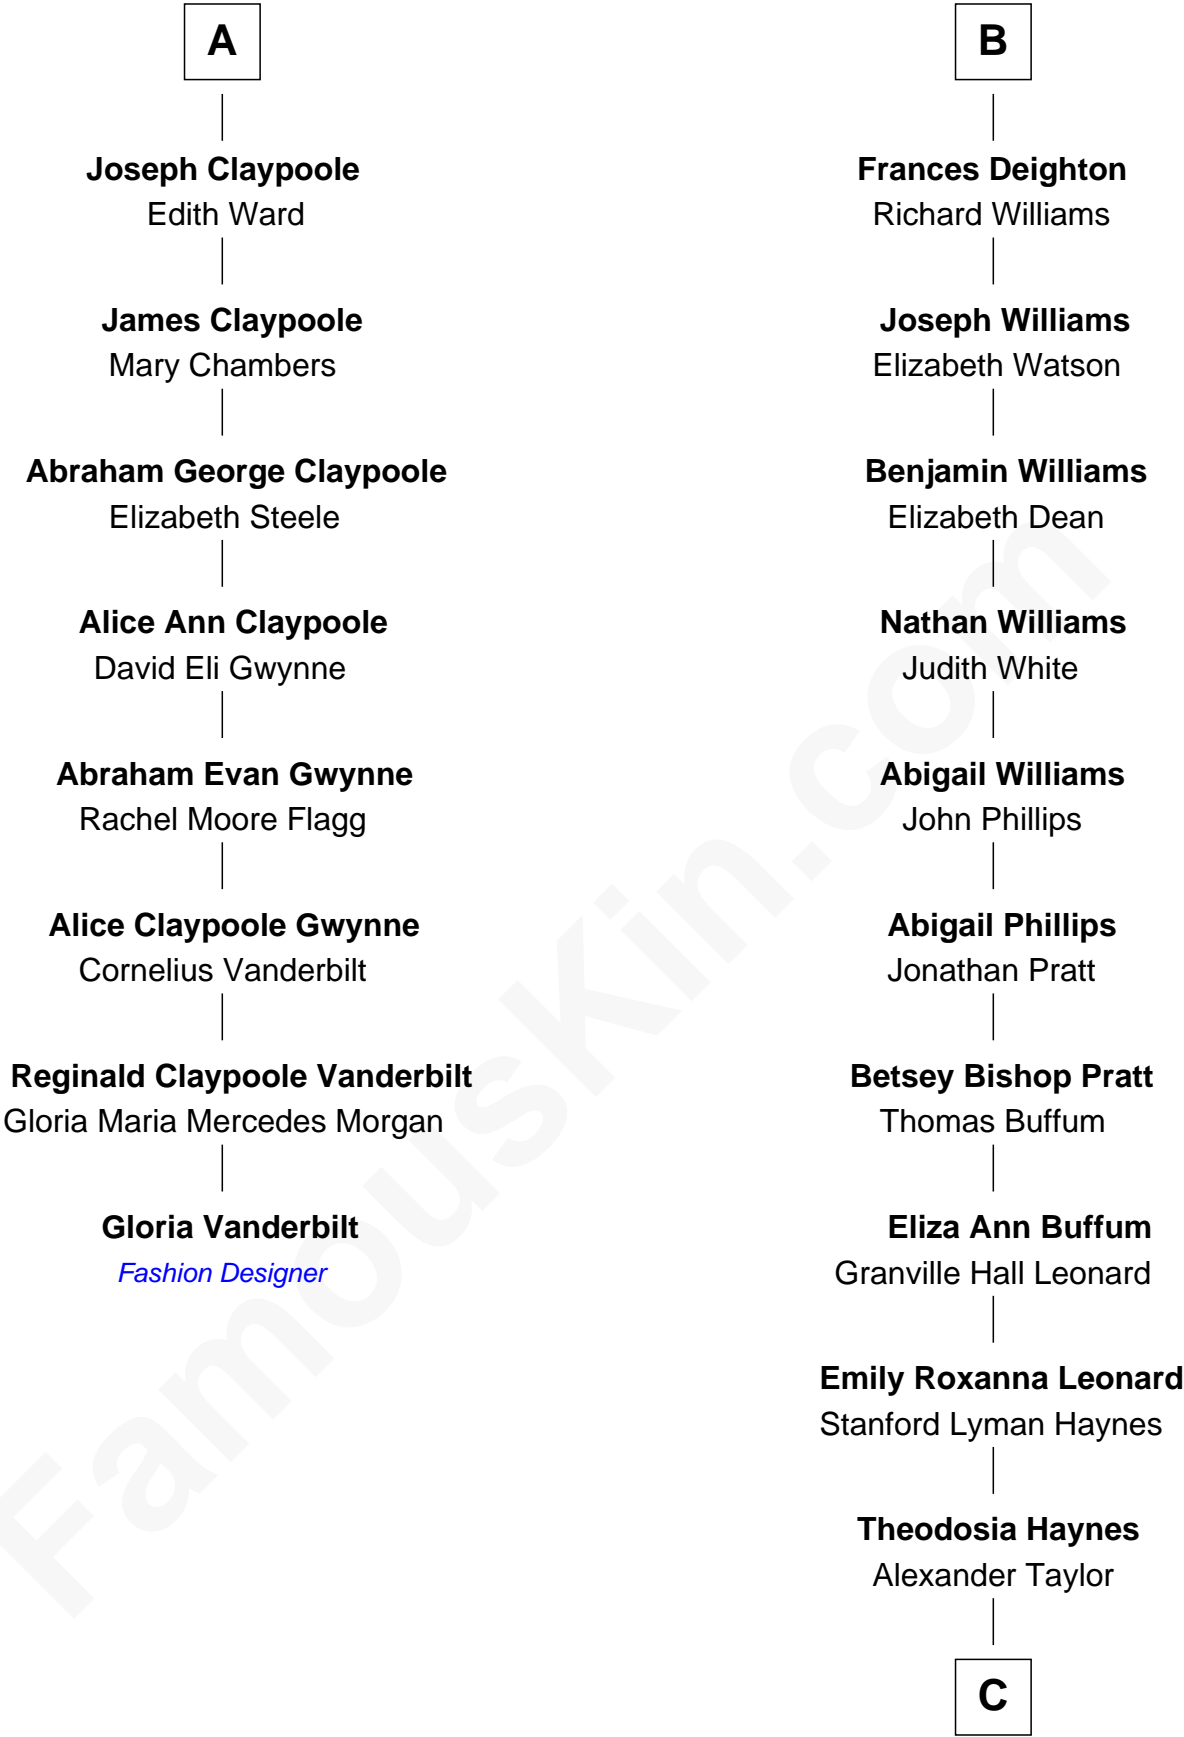 A
Joseph Claypoole
Edith Ward
James Claypoole
Mary Chambers
Abraham George Claypoole
Elizabeth Steele
Alice Ann Claypoole
David Eli Gwynne
Abraham Evan Gwynne
Rachel Moore Flagg
Alice Claypoole Gwynne
Cornelius Vanderbilt
Reginald Claypoole Vanderbilt
Gloria Maria Mercedes Morgan
Gloria Vanderbilt
Fashion Designer
B
Frances Deighton
Richard Williams
Joseph Williams
Elizabeth Watson
Benjamin Williams
Elizabeth Dean
Nathan Williams
Judith White
Abigail Williams
John Phillips
Abigail Phillips
Jonathan Pratt
Betsey Bishop Pratt
Thomas Buffum
Eliza Ann Buffum
Granville Hall Leonard
Emily Roxanna Leonard
Stanford Lyman Haynes
Theodosia Haynes
Alexander Taylor
C
FamousKin.com